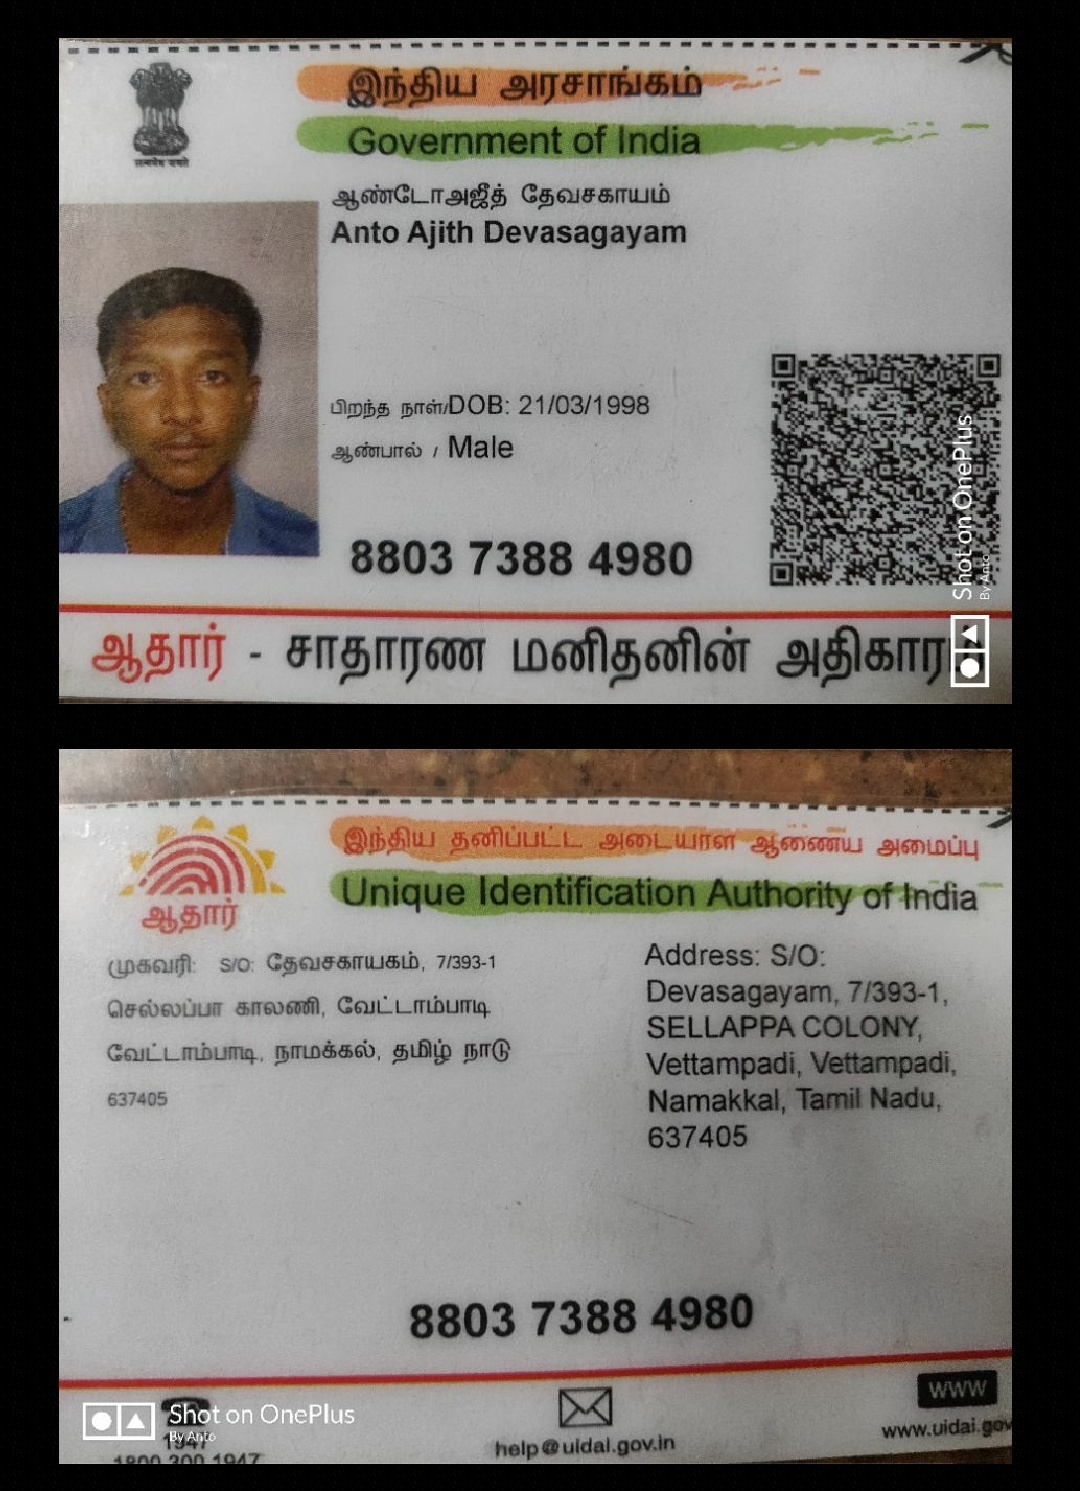 இந்திய அரசாங்கம்
Government of India
सत्यमेव जयते
ஆண்டோஅஜீத் தேவசகாயம்
Anto Ajith Devasagayam
பிறந்த நாள்/DOB: 21/03/1998
ஆண்பால் / Male
8803 7388 4980
Shot on OnePlus
By Anto
ஆதார் - சாதாரண மனிதனின்
இந்திய தனிப்பட்ட அடையாள ஆணைய அமைப்பு
Unique Identification Authority of India
ஆதார்
முகவரி: S/O: தேவசகாயகம், 7/393-1
செல்லப்பா காலணி, வேட்டாம்பாடி
வேட்டாம்பாடி, நாமக்கல், தமிழ் நாடு
637405
Address: S/O:
Devasagayam, 7/393-1,
SELLAPPA COLONY,
Vettampadi, Vettampadi,
Namakkal, Tamil Nadu,
637405
8803 7388 4980
Shot on OnePlus
By Anto
1947
1800 300 1947
help@uidai.gov.in
WWW
www.uidai.gov